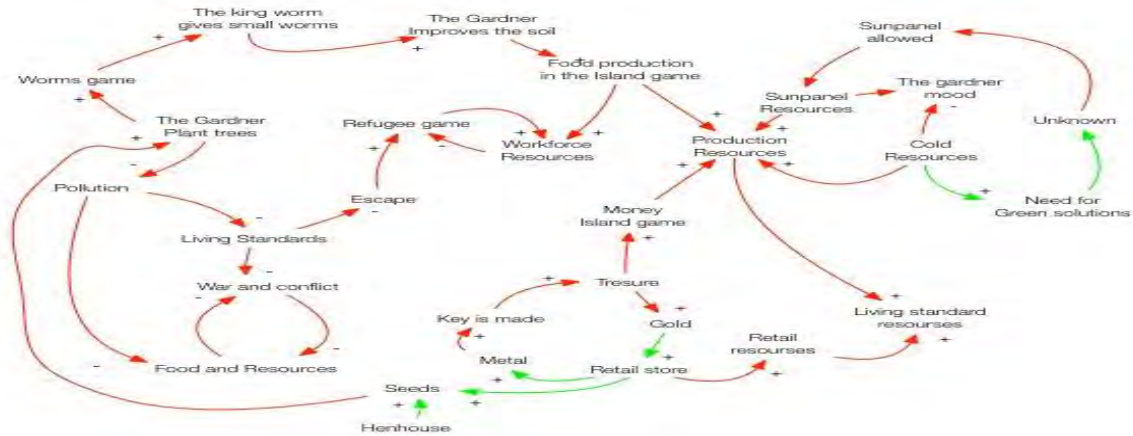 The king worm
gives small worms
The Gardner
Improves the soil
Sunpanel
allowed
Worms game
Food production
in the Island game
The gardner
mood
Sunpanel
Resources
The Gardner
Plant trees
Refugee game
Workforce
Resources
Production
Resources
Cold
Resources
Unknown
Pollution
Escape
Need for
Green solutions
Money
Island game
Living Standards
War and conflict
Tresure
Key is made
Gold
Living standard
resourses
Retail
resourses
Food and Resources
Metal
Retail store
Seeds
Henhouse